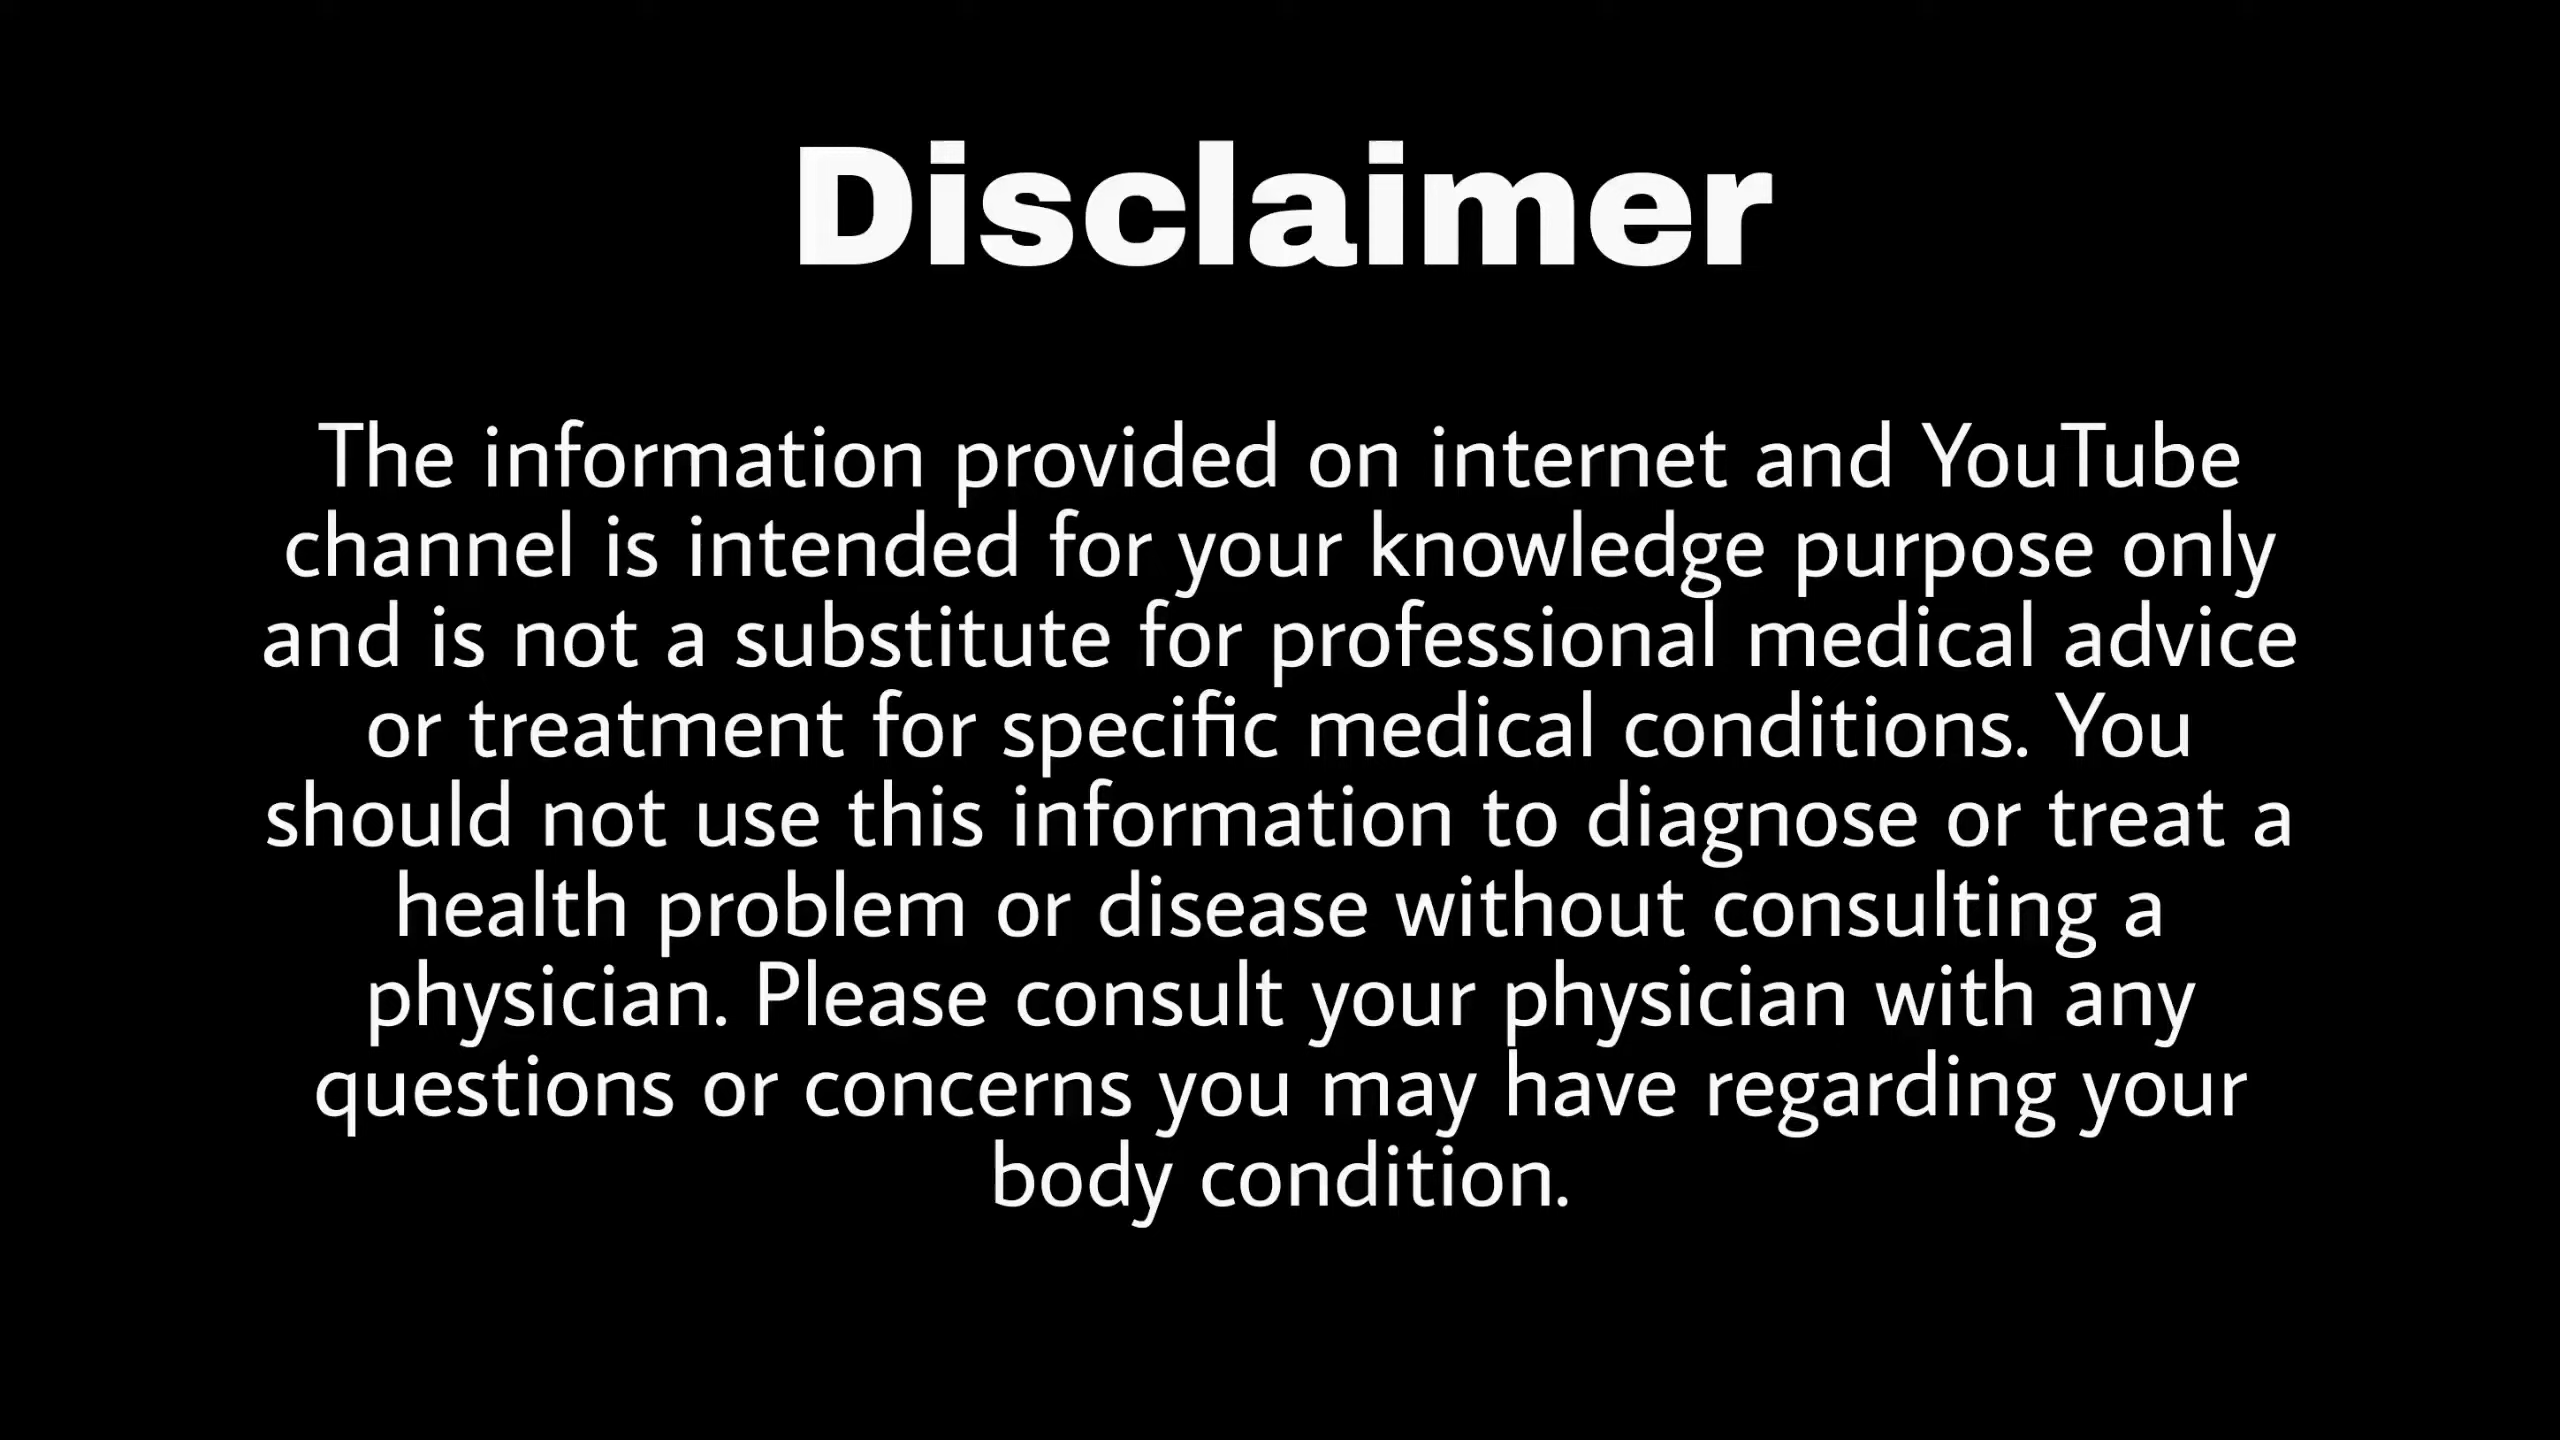 Disclaimer
The information provided on internet and YouTube
channel is intended for your knowledge purpose only
and is not a substitute for professional medical advice
or treatment for specific medical conditions. You
should not use this information to diagnose or treat a
health problem or disease without consulting a
physician. Please consult your physician with any
questions or concerns you may have regarding your
body condition.